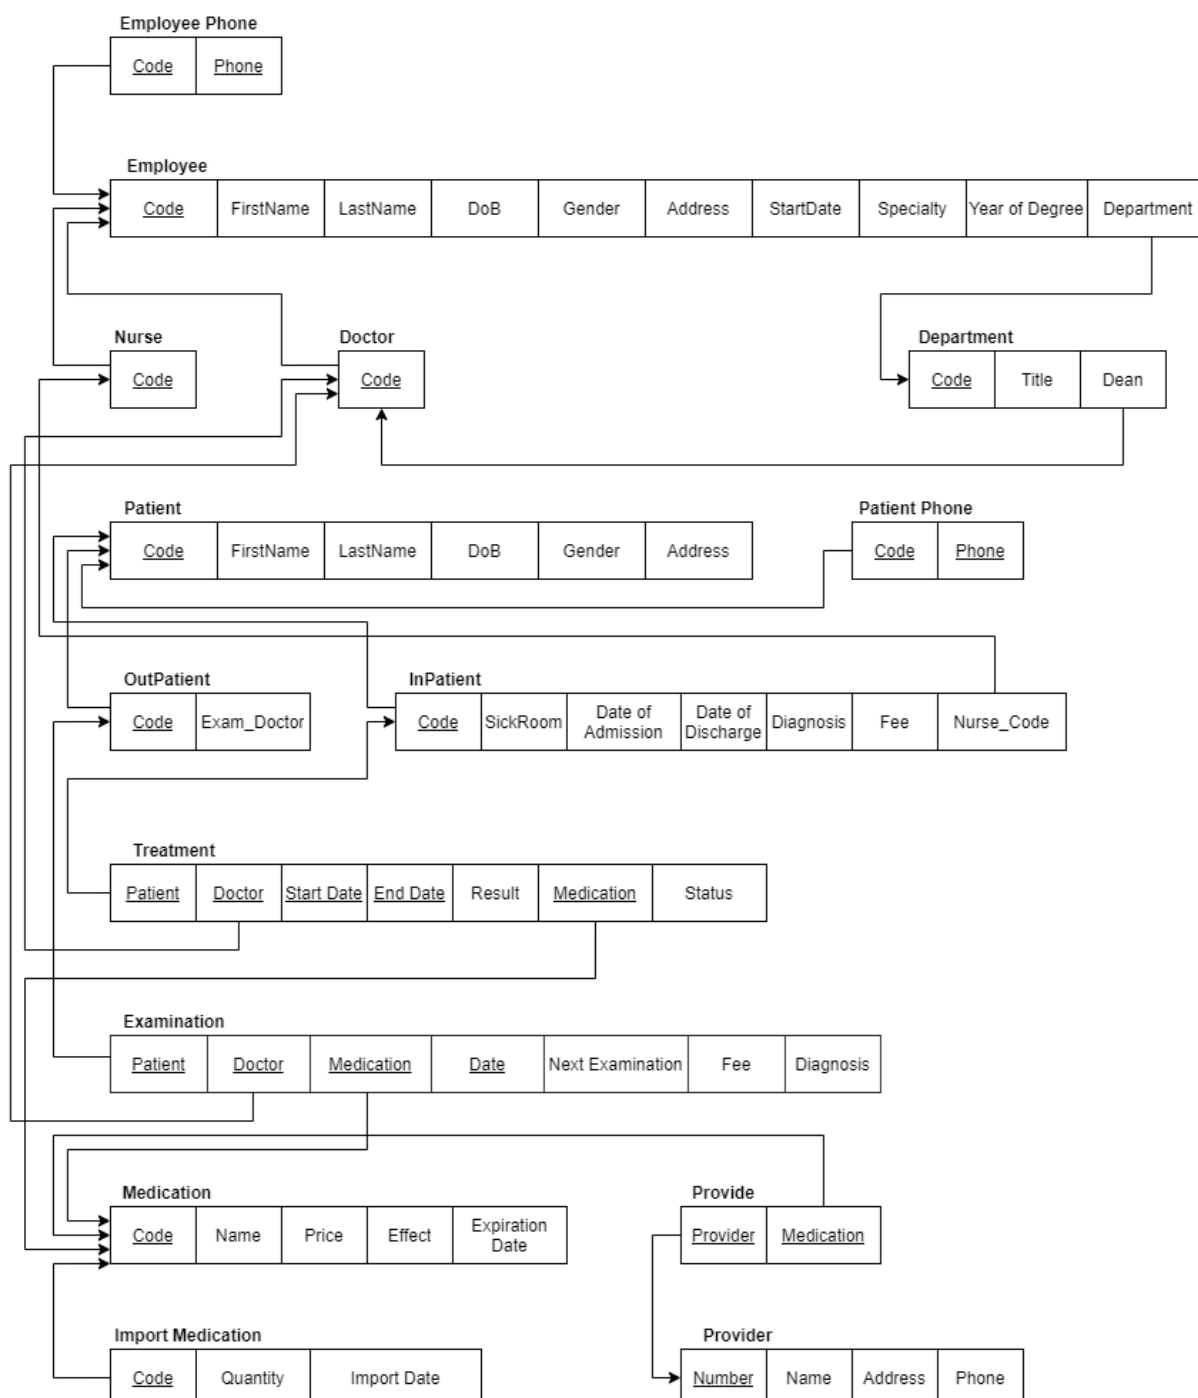 Employee Phone
Code Phone
Employee
Code FirstName LastName DoB Gender Address StartDate Specialty Year of Degree Department
Nurse Doctor Department
Code Code Code Title Dean
Patient Patient Phone
Code FirstName LastName DoB Gender Address Code Phone
OutPatient InPatient
Code Exam_Doctor Code SickRoom Date of Admission Date of Discharge Diagnosis Fee Nurse_Code
Treatment
Patient Doctor Start Date End Date Result Medication Status
Examination
Patient Doctor Medication Date Next Examination Fee Diagnosis
Medication Provide
Code Name Price Effect Expiration Date Provider Medication
Import Medication Provider
Code Quantity Import Date Number Name Address Phone